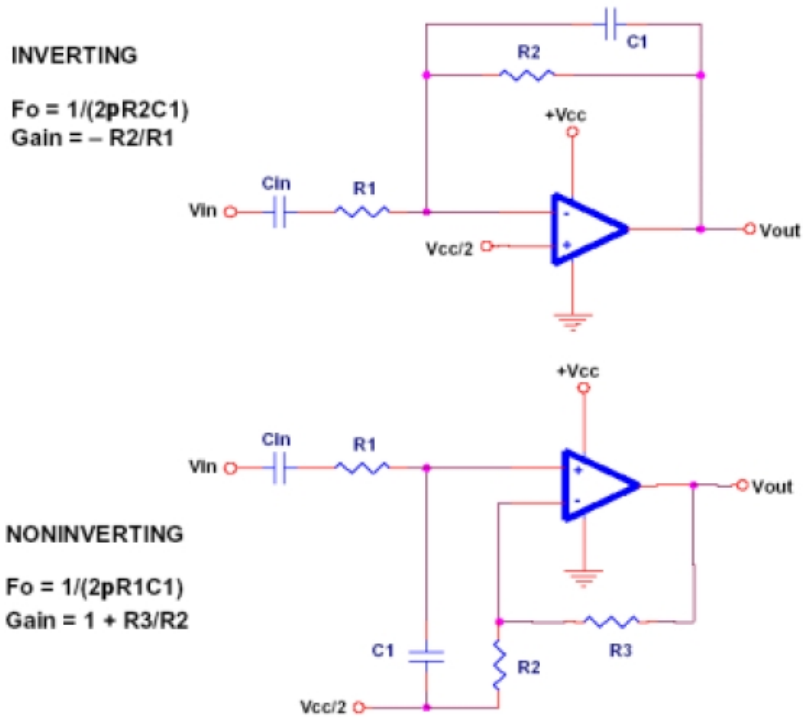 INVERTING
Fo = 1/(2pR2C1)
Gain = – R2/R1
C1
R2
+Vcc
Cin
R1
Vin
-
+
Vcc/2
Vout
+Vcc
Cin
R1
Vin
+
-
Vout
NONINVERTING
Fo = 1/(2pR1C1)
Gain = 1 + R3/R2
C1
R2
R3
Vcc/2